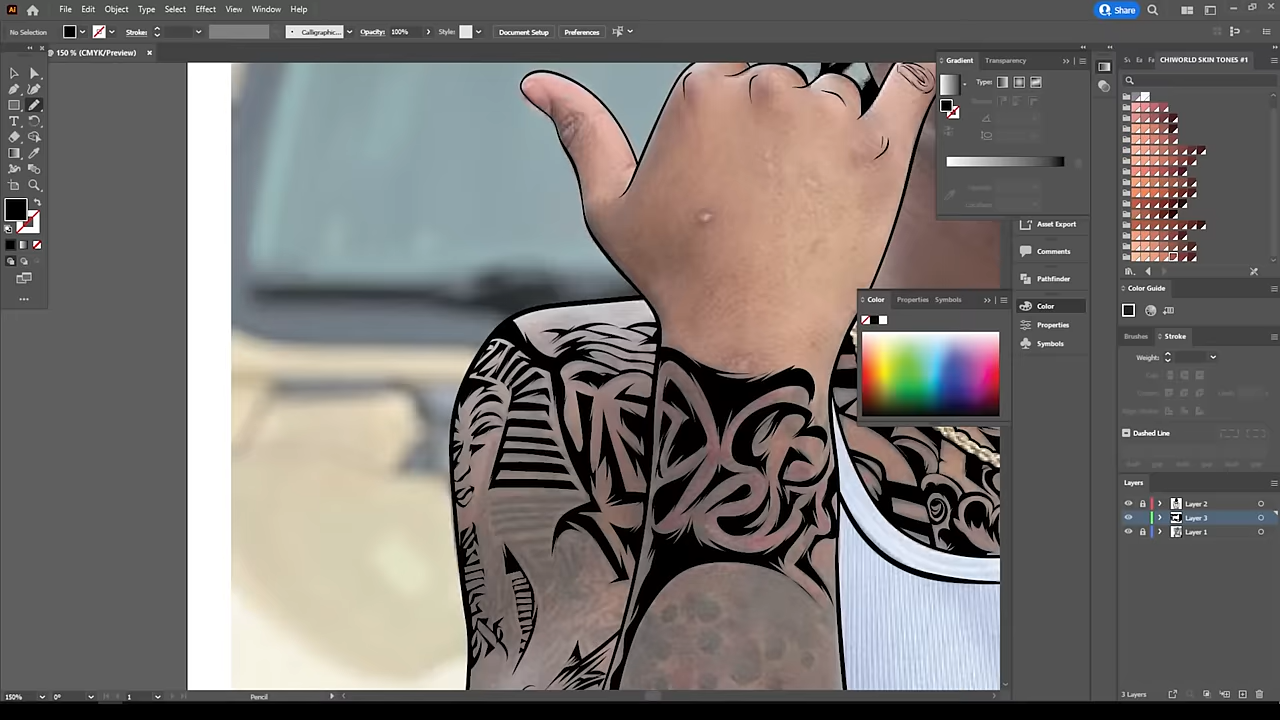 Ai File Edit Object Type Select Effect View Window Help Share
No Selection Stroke: Calligraphic... Opacity: 100% Style: Document Setup Preferences
@ 150 % (CMYK/Preview)
Gradient Transparency
Type:
CHIWORLD SKIN TONES #1
Asset Export
Comments
Pathfinder
Color
Properties
Symbols
Color Properties Symbols
Color Guide
Brushes Stroke
Weight:
Dashed Line
Layers
Layer 2
Layer 3
Layer 1
3 Layers
150% 0° 1 Pencil